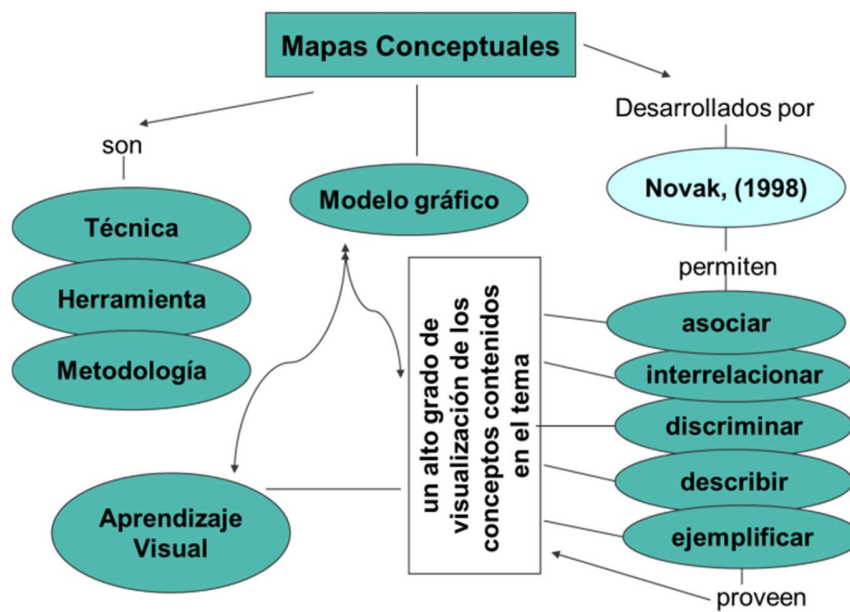 Mapas Conceptuales
Desarrollados por
son
Novak, (1998)
Modelo gráfico
Técnica
Herramienta
Metodología
permiten
asociar
interrelacionar
discriminar
describir
ejemplificar
un alto grado de
visualización de los
conceptos contenidos
en el tema
Aprendizaje
Visual
proveen